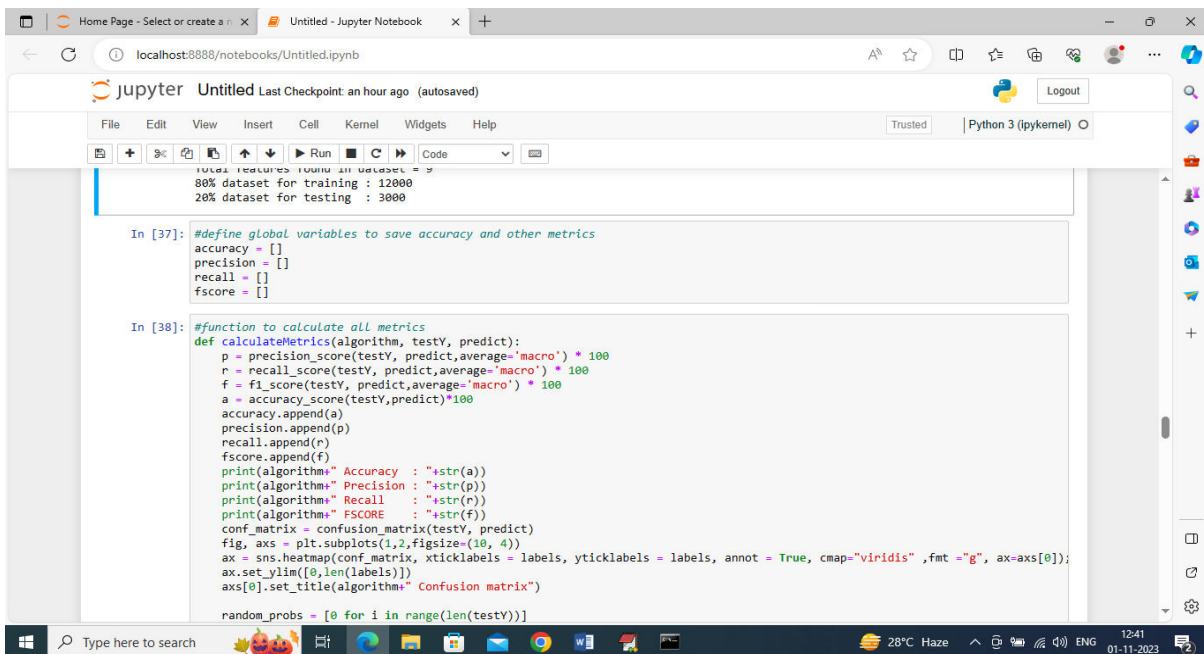 Home Page - Select or create a n
Untitled - Jupyter Notebook
localhost:8888/notebooks/Untitled.ipynb
jupyter Untitled Last Checkpoint: an hour ago (autosaved)
Logout
File Edit View Insert Cell Kernel Widgets Help
Trusted
Python 3 (ipykernel)
Run
Code
Total features found in dataset = 9
80% dataset for training : 12000
20% dataset for testing  : 3000
In [37]: #define global variables to save accuracy and other metrics
accuracy = []
precision = []
recall = []
fscore = []
In [38]: #function to calculate all metrics
def calculateMetrics(algorithm, testY, predict):
    p = precision_score(testY, predict,average='macro') * 100
    r = recall_score(testY, predict,average='macro') * 100
    f = f1_score(testY, predict,average='macro') * 100
    a = accuracy_score(testY,predict)*100
    accuracy.append(a)
    precision.append(p)
    recall.append(r)
    fscore.append(f)
    print(algorithm+" Accuracy  : "+str(a))
    print(algorithm+" Precision : "+str(p))
    print(algorithm+" Recall    : "+str(r))
    print(algorithm+" FSCORE    : "+str(f))
    conf_matrix = confusion_matrix(testY, predict)
    fig, axs = plt.subplots(1,2,figsize=(10, 4))
    ax = sns.heatmap(conf_matrix, xticklabels = labels, yticklabels = labels, annot = True, cmap="viridis" ,fmt ="g", ax=axs[0]);
    ax.set_ylim([0,len(labels)])
    axs[0].set_title(algorithm+" Confusion matrix")
    random_probs = [0 for i in range(len(testY))]
Type here to search
28°C Haze
ENG
12:41
01-11-2023